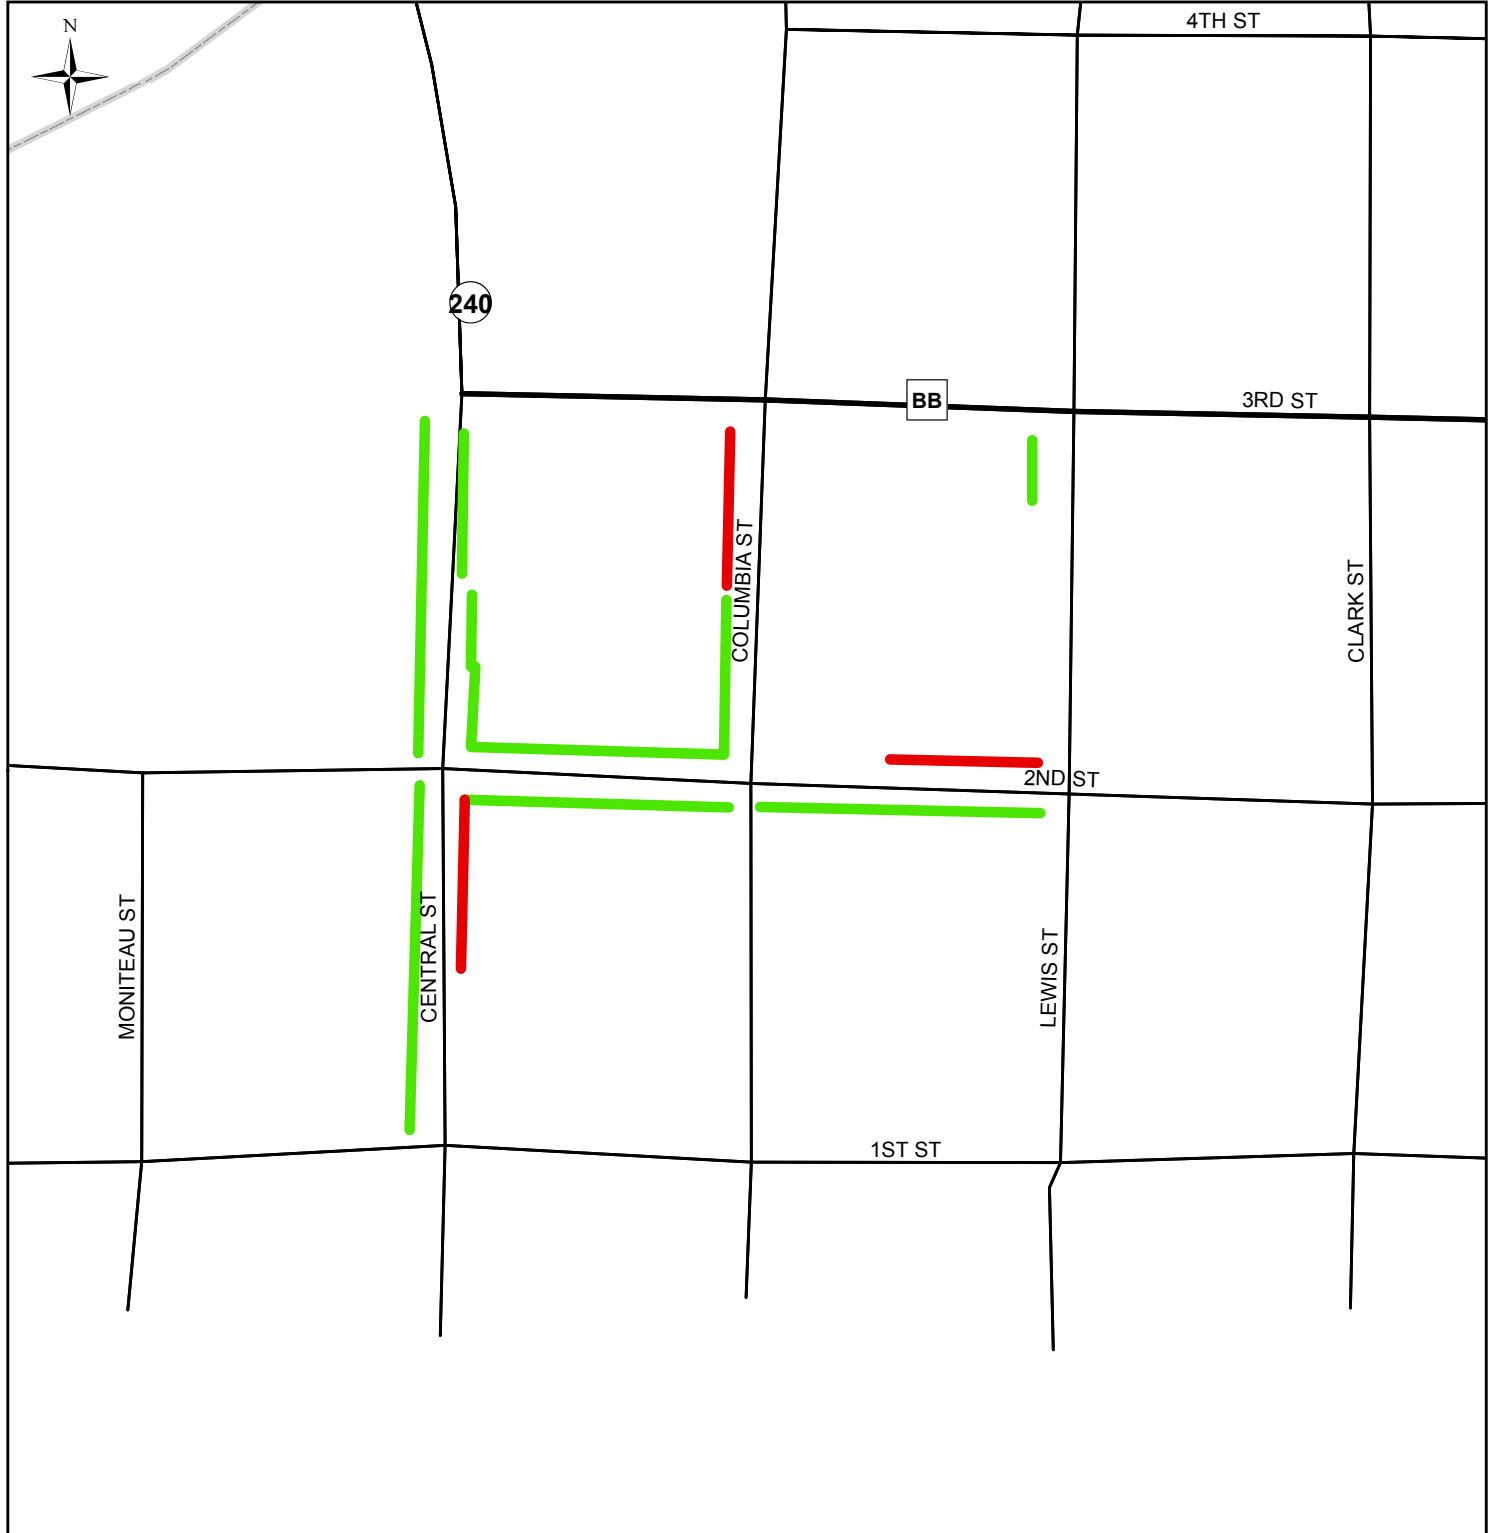 N
4TH ST
240
BB
3RD ST
COLUMBIA ST
CLARK ST
2ND ST
MONITEAU ST
CENTRAL ST
LEWIS ST
1ST ST